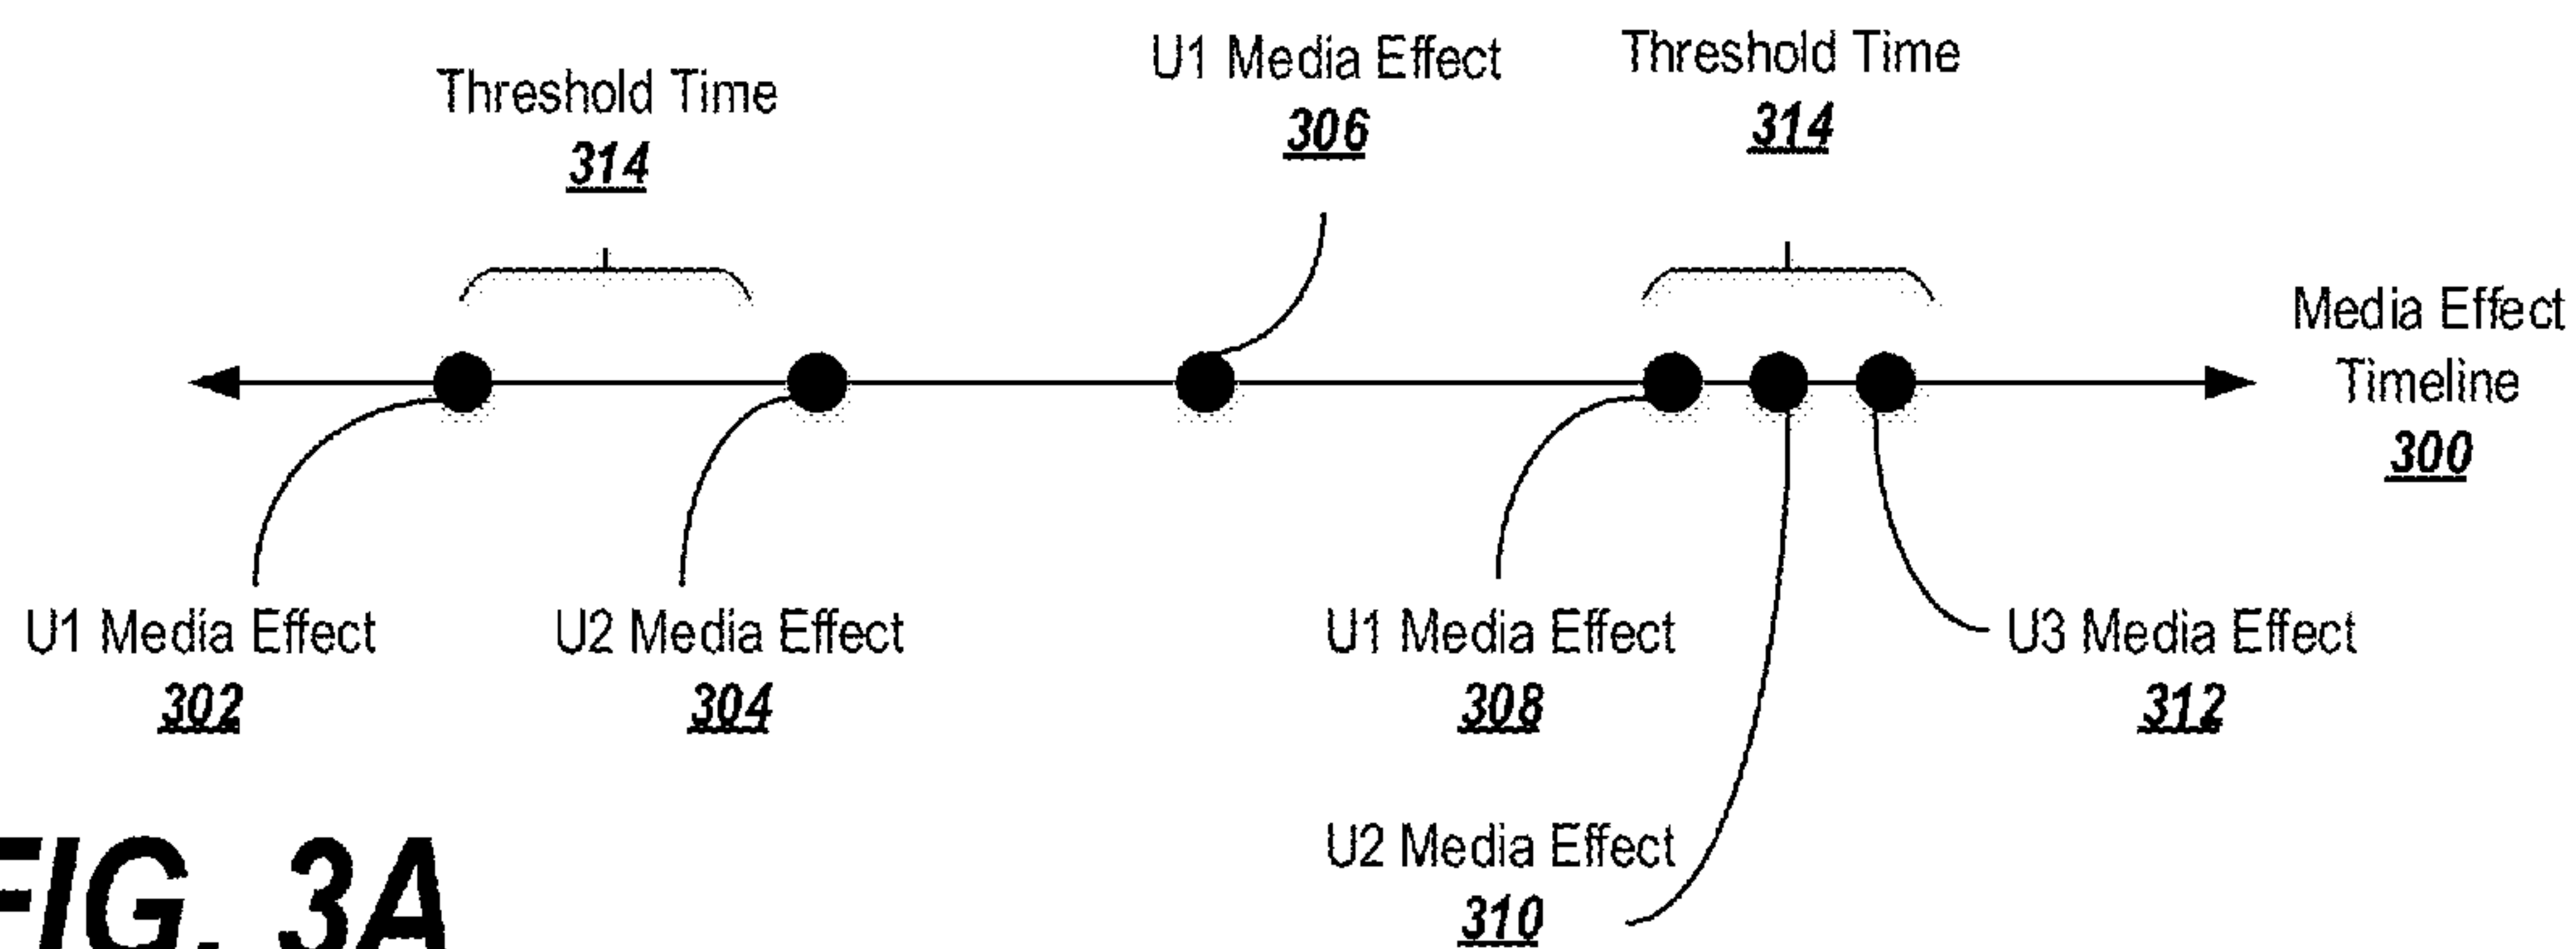 Threshold Time
314
U1 Media Effect
306
Threshold Time
314
Media Effect
Timeline
300
U1 Media Effect
302
U2 Media Effect
304
U1 Media Effect
308
U3 Media Effect
312
U2 Media Effect
310
FIG. 3A